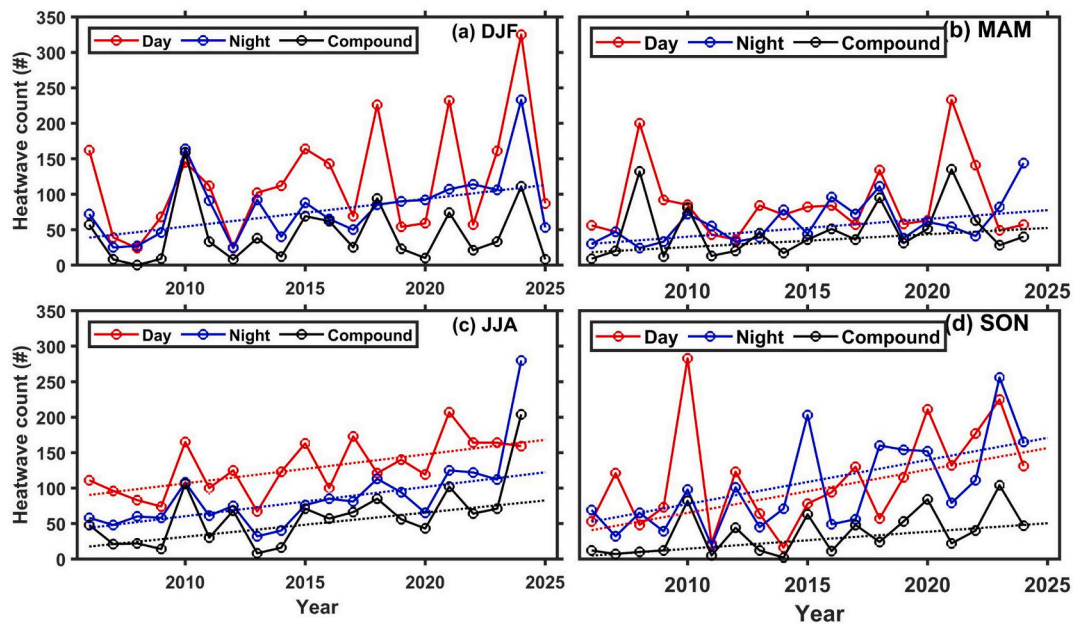 Heatwave count (#)
350
300
250
200
150
100
50
0
Day Night Compound
(a) DJF
2010 2015 2020 2025
Day Night Compound
(b) MAM
2010 2015 2020 2025
Heatwave count (#)
350
300
250
200
150
100
50
0
Day Night Compound
(c) JJA
2010 2015 2020 2025
Year
Day Night Compound
(d) SON
2010 2015 2020 2025
Year